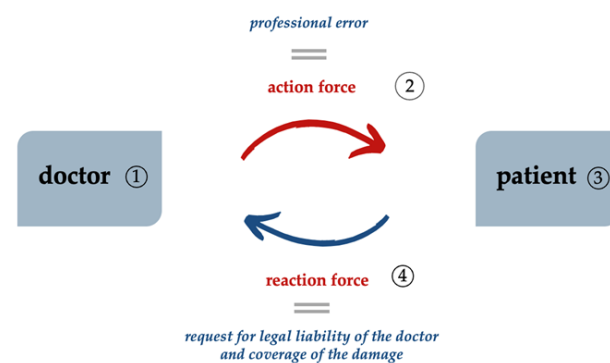 professional error
action force ②
doctor ①
patient ③
reaction force ④
request for legal liability of the doctor
and coverage of the damage